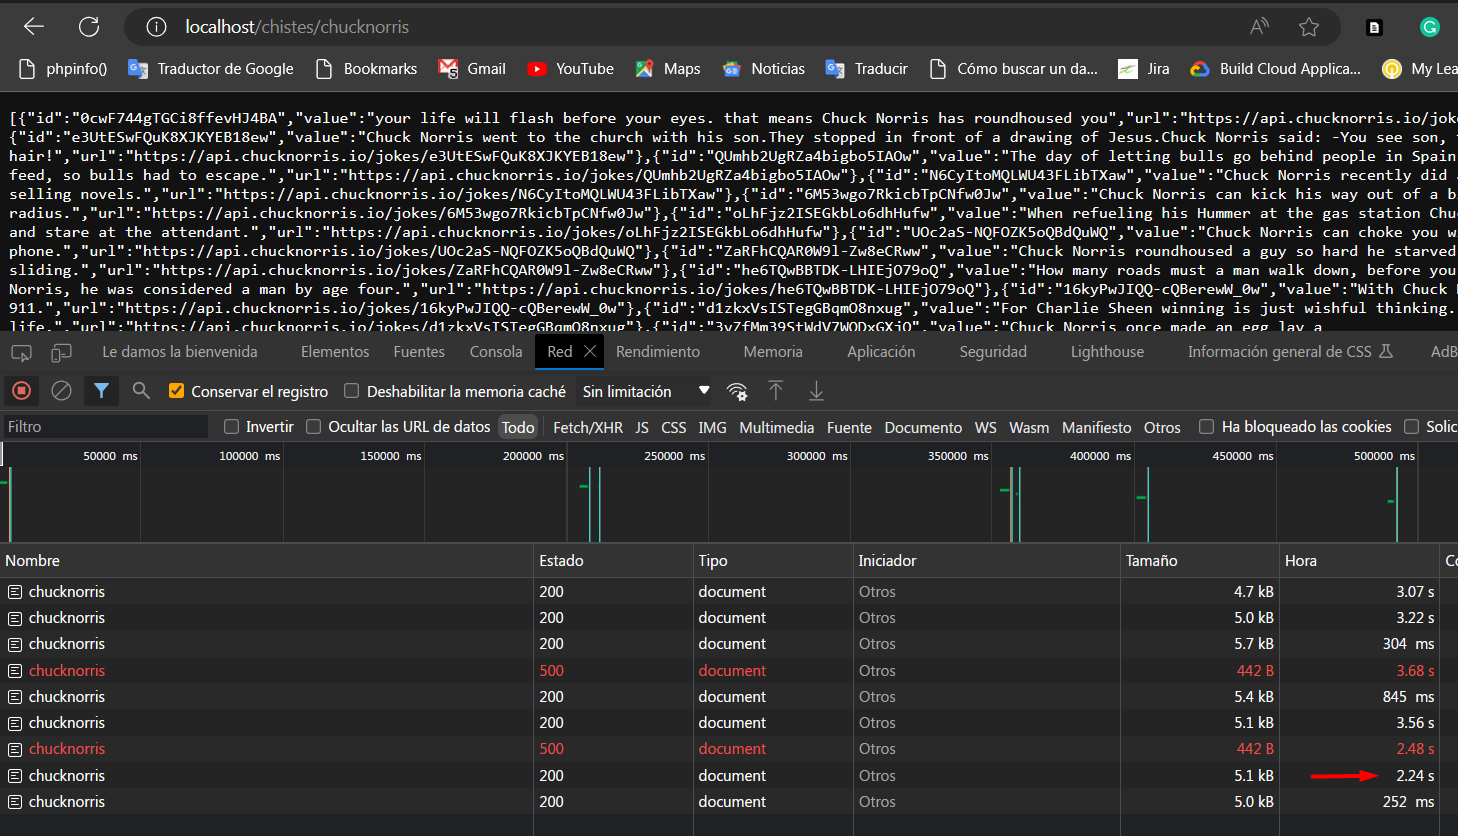 localhost/chistes/chucknorris
phpinfo() Traductor de Google Bookmarks Gmail YouTube Maps Noticias Traducir Cómo buscar un da... Jira Build Cloud Applica... My Lea
[{"id":"0cwF744gTGCi8ffevHJ4BA","value":"your life will flash before your eyes. that means Chuck Norris has roundhoused you","url":"https://api.chucknorris.io/joke
{"id":"e3UtESwFQuK8XJKYEB18ew","value":"Chuck Norris went to the church with his son.They stopped in front of a drawing of Jesus.Chuck Norris said: -You see son,
hair!","url":"https://api.chucknorris.io/jokes/e3UtESwFQuK8XJKYEB18ew"},{"id":"QUmhb2UgRZa4bigbo5IAOw","value":"The day of letting bulls go behind people in Spain
feed, so bulls had to escape.","url":"https://api.chucknorris.io/jokes/QUmhb2UgRZa4bigbo5IAOw"},{"id":"N6CyItoMQLWU43FLibTXaw","value":"Chuck Norris recently did
selling novels.","url":"https://api.chucknorris.io/jokes/N6CyItoMQLWU43FLibTXaw"},{"id":"6M53wgo7RkicbTpCNfw0Jw","value":"Chuck Norris can kick his way out of a b
radius.","url":"https://api.chucknorris.io/jokes/6M53wgo7RkicbTpCNfw0Jw"},{"id":"oLhFjz2ISEGkbLo6dhHufw","value":"When refueling his Hummer at the gas station Chu
and stare at the attendant.","url":"https://api.chucknorris.io/jokes/oLhFjz2ISEGkbLo6dhHufw"},{"id":"UOc2aS-NQFOZK5oQBdQuWQ","value":"Chuck Norris can choke you wi
phone.","url":"https://api.chucknorris.io/jokes/UOc2aS-NQFOZK5oQBdQuWQ"},{"id":"ZaRFhCQAR0W9l-Zw8eCRww","value":"Chuck Norris roundhoused a guy so hard he starved
sliding.","url":"https://api.chucknorris.io/jokes/ZaRFhCQAR0W9l-Zw8eCRww"},{"id":"he6TQwBBTDK-LHIEjO79oQ","value":"How many roads must a man walk down, before you
Norris, he was considered a man by age four.","url":"https://api.chucknorris.io/jokes/he6TQwBBTDK-LHIEjO79oQ"},{"id":"16kyPwJIQQ-cQBerewW_0w","value":"With Chuck
911.","url":"https://api.chucknorris.io/jokes/16kyPwJIQQ-cQBerewW_0w"},{"id":"d1zkxVsISTegGBqmO8nxug","value":"For Charlie Sheen winning is just wishful thinking.
life.","url":"https://api.chucknorris.io/jokes/d1zkxVsISTegGBqmO8nxug"},{"id":"3vZfMm39StWdV7WODxGXjQ","value":"Chuck Norris once made an egg lay a
Le damos la bienvenida Elementos Fuentes Consola Red Rendimiento Memoria Aplicación Seguridad Lighthouse Información general de CSS AdB
Conservar el registro Deshabilitar la memoria caché Sin limitación
Filtro Invertir Ocultar las URL de datos Todo Fetch/XHR JS CSS IMG Multimedia Fuente Documento WS Wasm Manifiesto Otros Ha bloqueado las cookies Solic
50000 ms 100000 ms 150000 ms 200000 ms 250000 ms 300000 ms 350000 ms 400000 ms 450000 ms 500000 ms
Nombre Estado Tipo Iniciador Tamaño Hora Co
chucknorris 200 document Otros 4.7 kB 3.07 s
chucknorris 200 document Otros 5.0 kB 3.22 s
chucknorris 200 document Otros 5.7 kB 304 ms
chucknorris 500 document Otros 442 B 3.68 s
chucknorris 200 document Otros 5.4 kB 845 ms
chucknorris 200 document Otros 5.1 kB 3.56 s
chucknorris 500 document Otros 442 B 2.48 s
chucknorris 200 document Otros 5.1 kB 2.24 s
chucknorris 200 document Otros 5.0 kB 252 ms